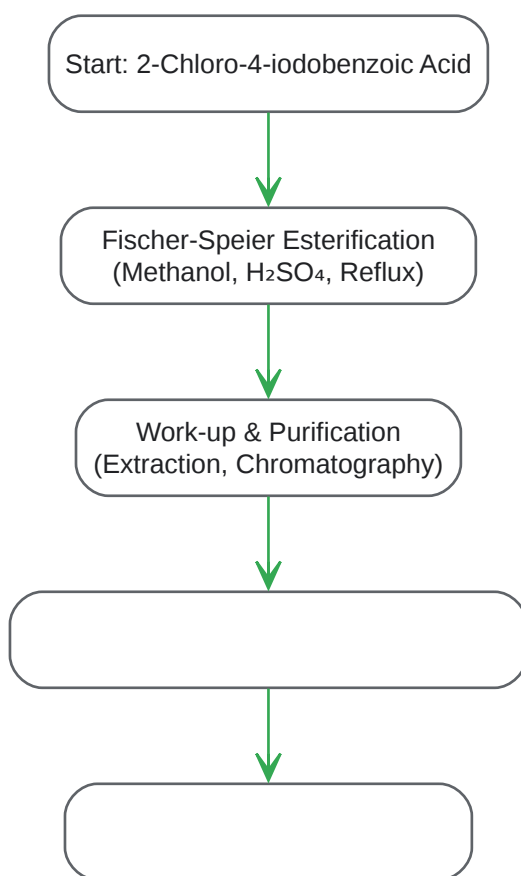 Start: 2-Chloro-4-iodobenzoic Acid
Fischer-Speier Esterification
(Methanol, H₂SO₄, Reflux)
Work-up & Purification
(Extraction, Chromatography)